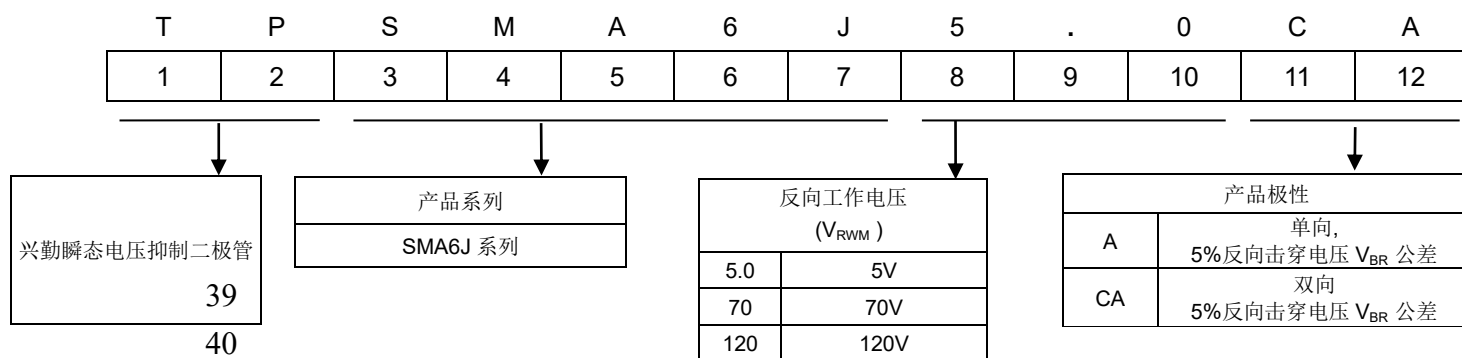 T P S M A 6 J 5 . 0 C A
1 2 3 4 5 6 7 8 9 10 11 12
兴勤瞬态电压抑制二极管
39
40
产品系列
SMA6J 系列
反向工作电压
(VRWM )
5.0 5V
70 70V
120 120V
产品极性
A 单向,
5%反向击穿电压 VBR 公差
CA 双向
5%反向击穿电压 VBR 公差